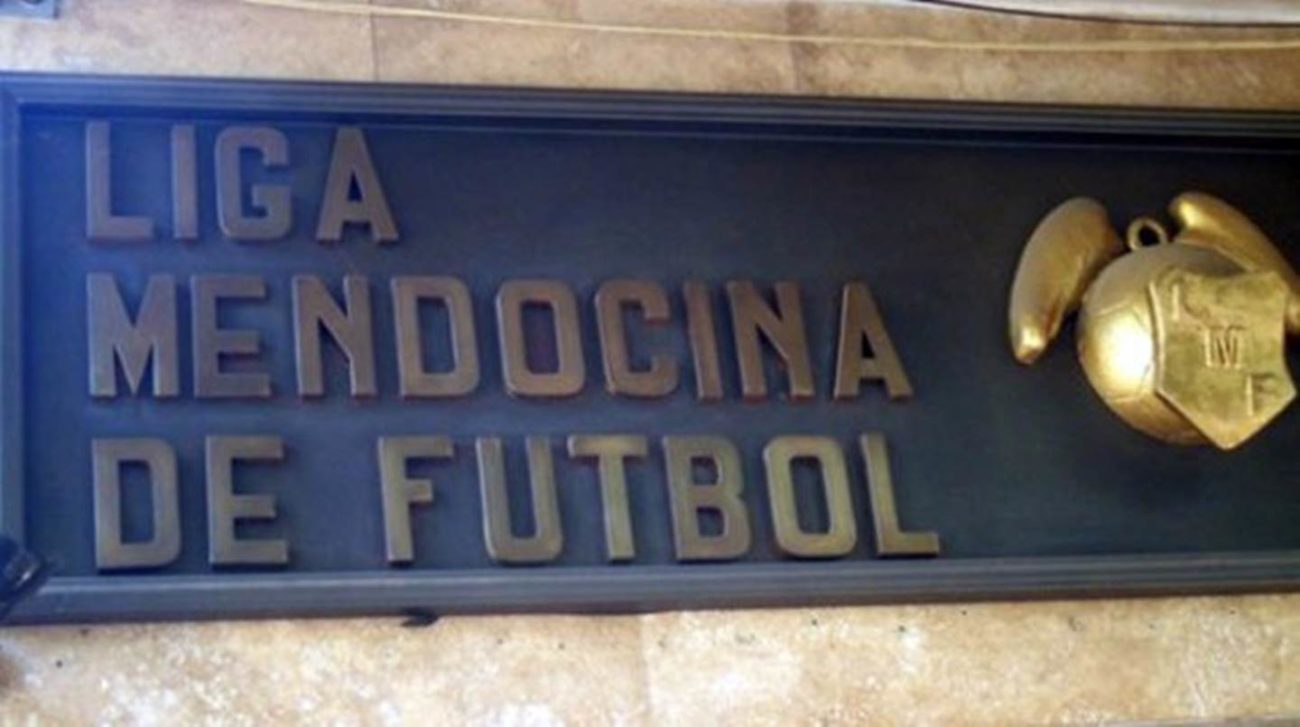 LIGA
MENDOCINA
DE FUTBOL
L
M
F